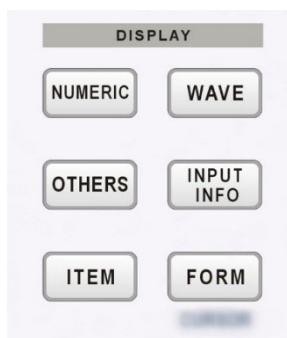 DISPLAY
NUMERIC
WAVE
OTHERS
INPUT
INFO
ITEM
FORM